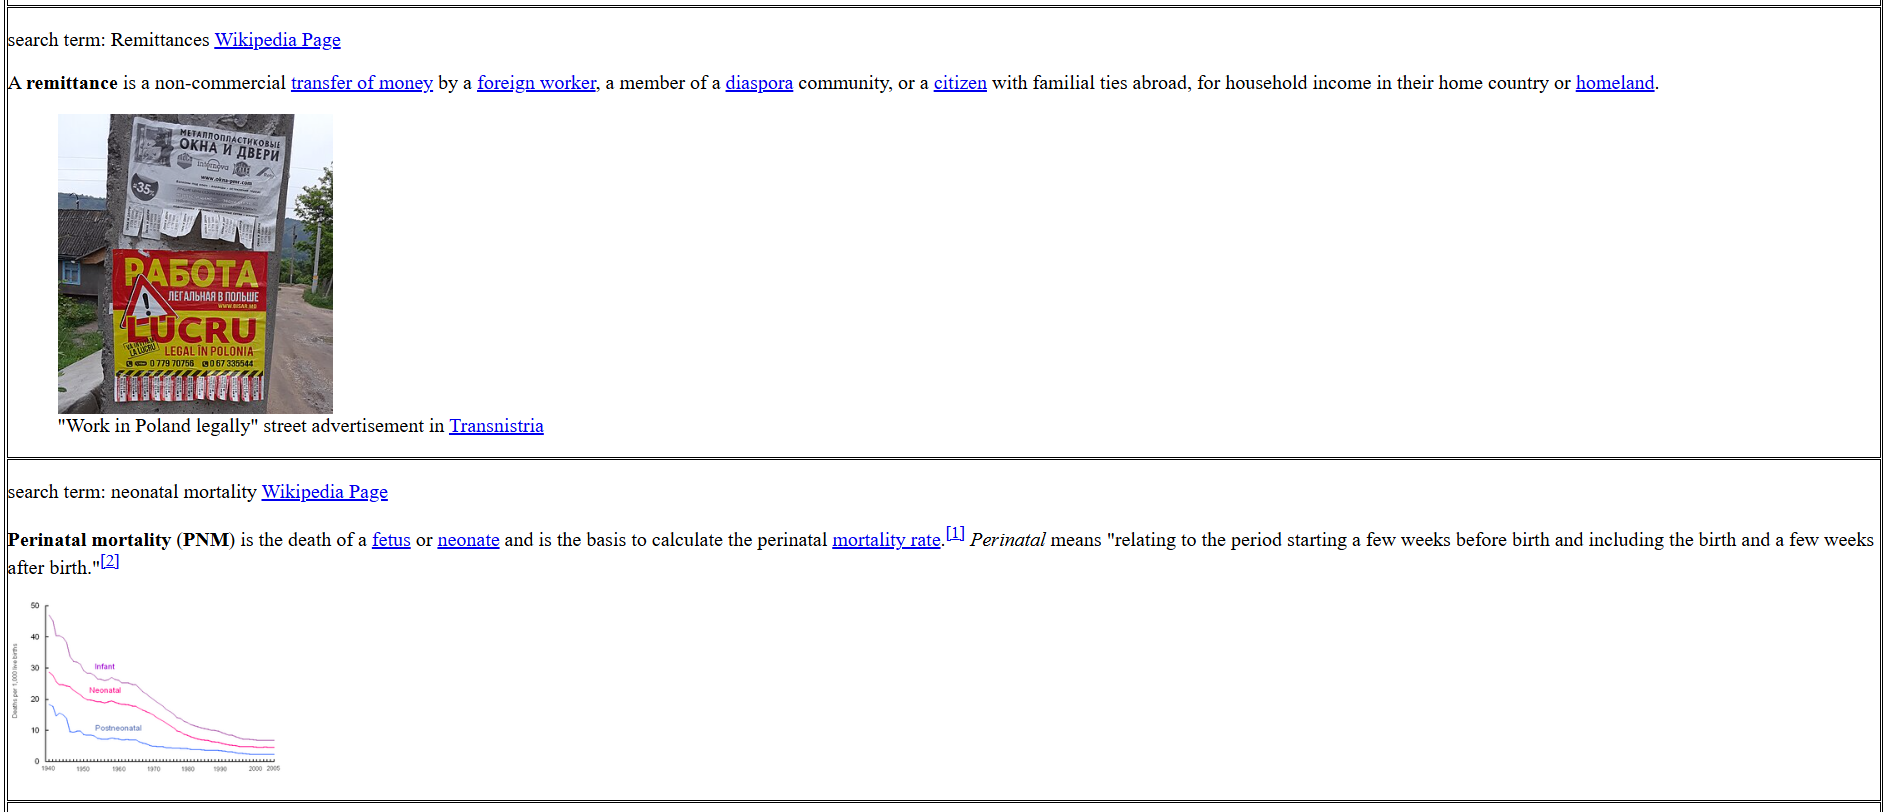 search term: Remittances Wikipedia Page
A remittance is a non-commercial transfer of money by a foreign worker, a member of a diaspora community, or a citizen with familial ties abroad, for household income in their home country or homeland.
МЕТАЛЛОПЛАСТИКОВЫЕ
ОКНА И ДВЕРИ
internova
www.okna-pmr.com
-35%
РАБОТА
ЛЕГАЛЬНАЯ В ПОЛЬШЕ
LUCRU
LEGAL ÎN POLONIA
0 779 70756 0 67 335544
"Work in Poland legally" street advertisement in Transnistria
search term: neonatal mortality Wikipedia Page
Perinatal mortality (PNM) is the death of a fetus or neonate and is the basis to calculate the perinatal mortality rate.[1] Perinatal means "relating to the period starting a few weeks before birth and including the birth and a few weeks
after birth."[2]
Deaths per 1,000 live births
50
40
30
20
10
0
Infant
Neonatal
Postneonatal
1940 1950 1960 1970 1980 1990 2000 2005